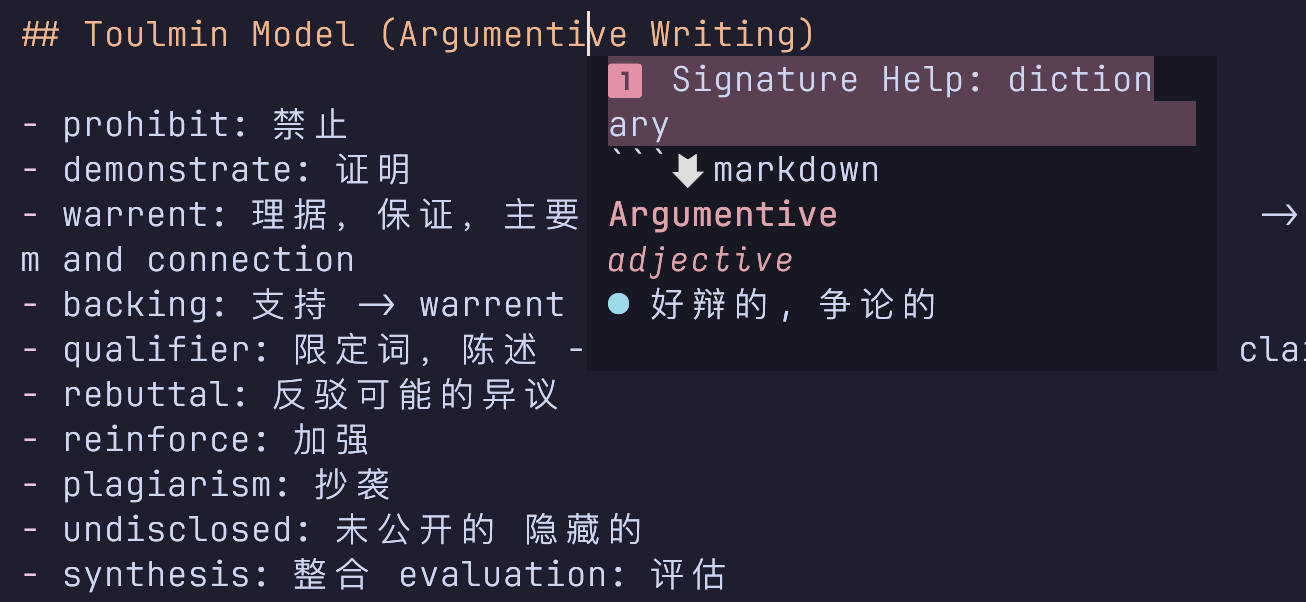 ## Toulmin Model (Argumentive Writing)
1 Signature Help: diction
ary
```markdown
Argumentive
adjective
好辩的, 争论的
- prohibit: 禁止
- demonstrate: 证明
- warrent: 理据, 保证, 主要 →
m and connection
- backing: 支持 → warrent
- qualifier: 限定词, 陈述 -
- rebuttal: 反驳可能的异议
- reinforce: 加强
- plagiarism: 抄袭
- undisclosed: 未公开的 隐藏的
- synthesis: 整合 evaluation: 评估